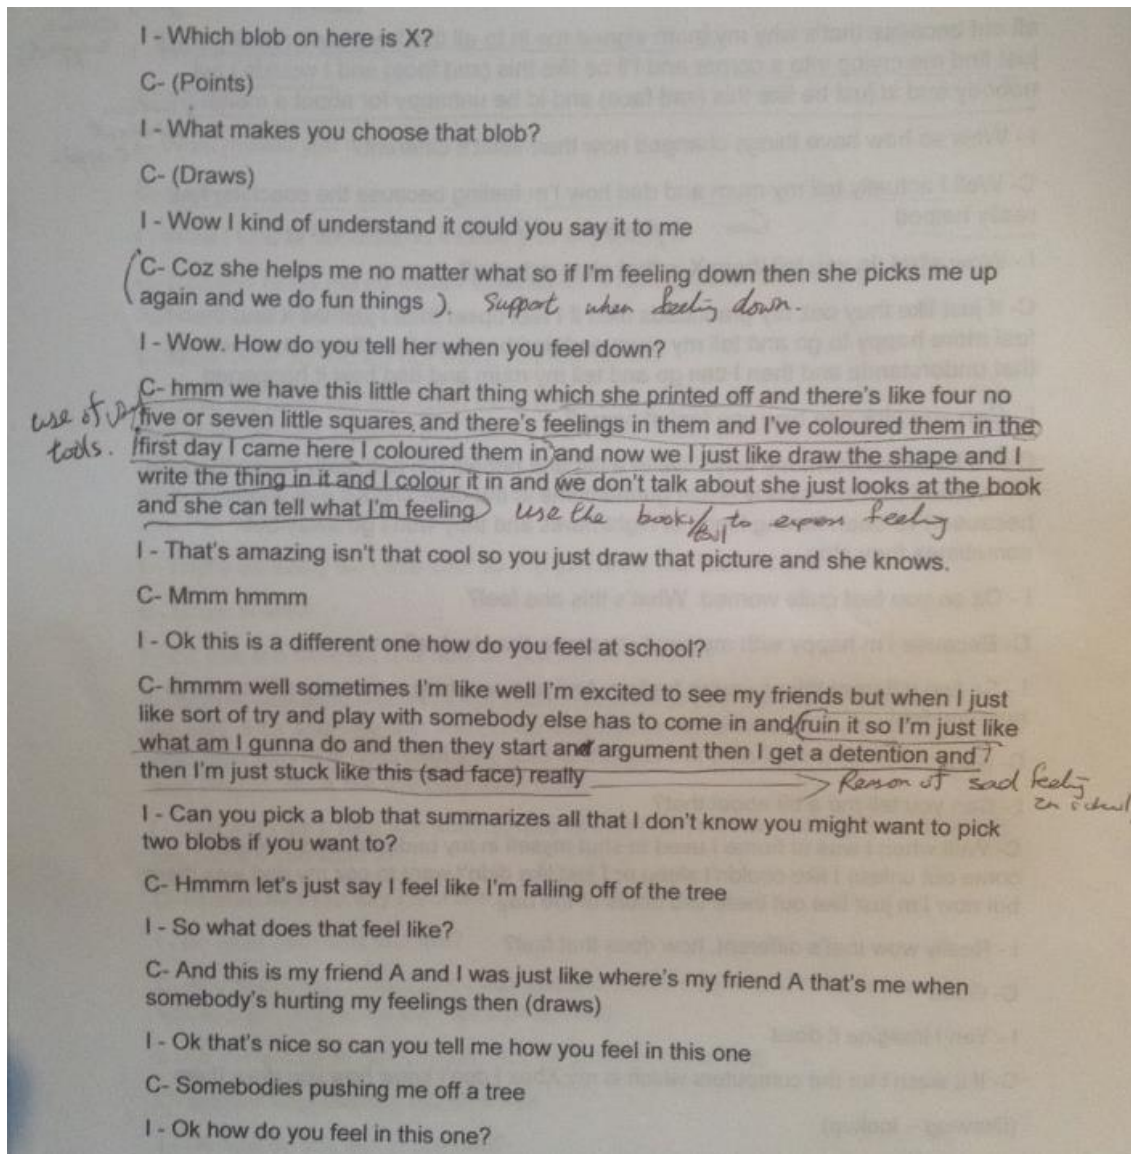 I - Which blob on here is X?
C- (Points)
I - What makes you choose that blob?
C- (Draws)
I - Wow I kind of understand it could you say it to me
C- Coz she helps me no matter what so if I'm feeling down then she picks me up
again and we do fun things ). Support when feeling down.
I - Wow. How do you tell her when you feel down?
C- hmm we have this little chart thing which she printed off and there's like four no
use of five or seven little squares and there's feelings in them and I've coloured them in the
tools. first day I came here I coloured them in and now we I just like draw the shape and I
write the thing in it and I colour it in and we don't talk about she just looks at the book
and she can tell what I'm feeling use the book/tool to express feeling
I - That's amazing isn't that cool so you just draw that picture and she knows.
C- Mmm hmmm
I - Ok this is a different one how do you feel at school?
C- hmmm well sometimes I'm like well I'm excited to see my friends but when I just
like sort of try and play with somebody else has to come in and ruin it so I'm just like
what am I gunna do and then they start and argument then I get a detention and ?
then I'm just stuck like this (sad face) really Reason of sad feeling
in school
I - Can you pick a blob that summarizes all that I don't know you might want to pick
two blobs if you want to?
C- Hmmm let's just say I feel like I'm falling off of the tree
I - So what does that feel like?
C- And this is my friend A and I was just like where's my friend A that's me when
somebody's hurting my feelings then (draws)
I - Ok that's nice so can you tell me how you feel in this one
C- Somebodies pushing me off a tree
I - Ok how do you feel in this one?